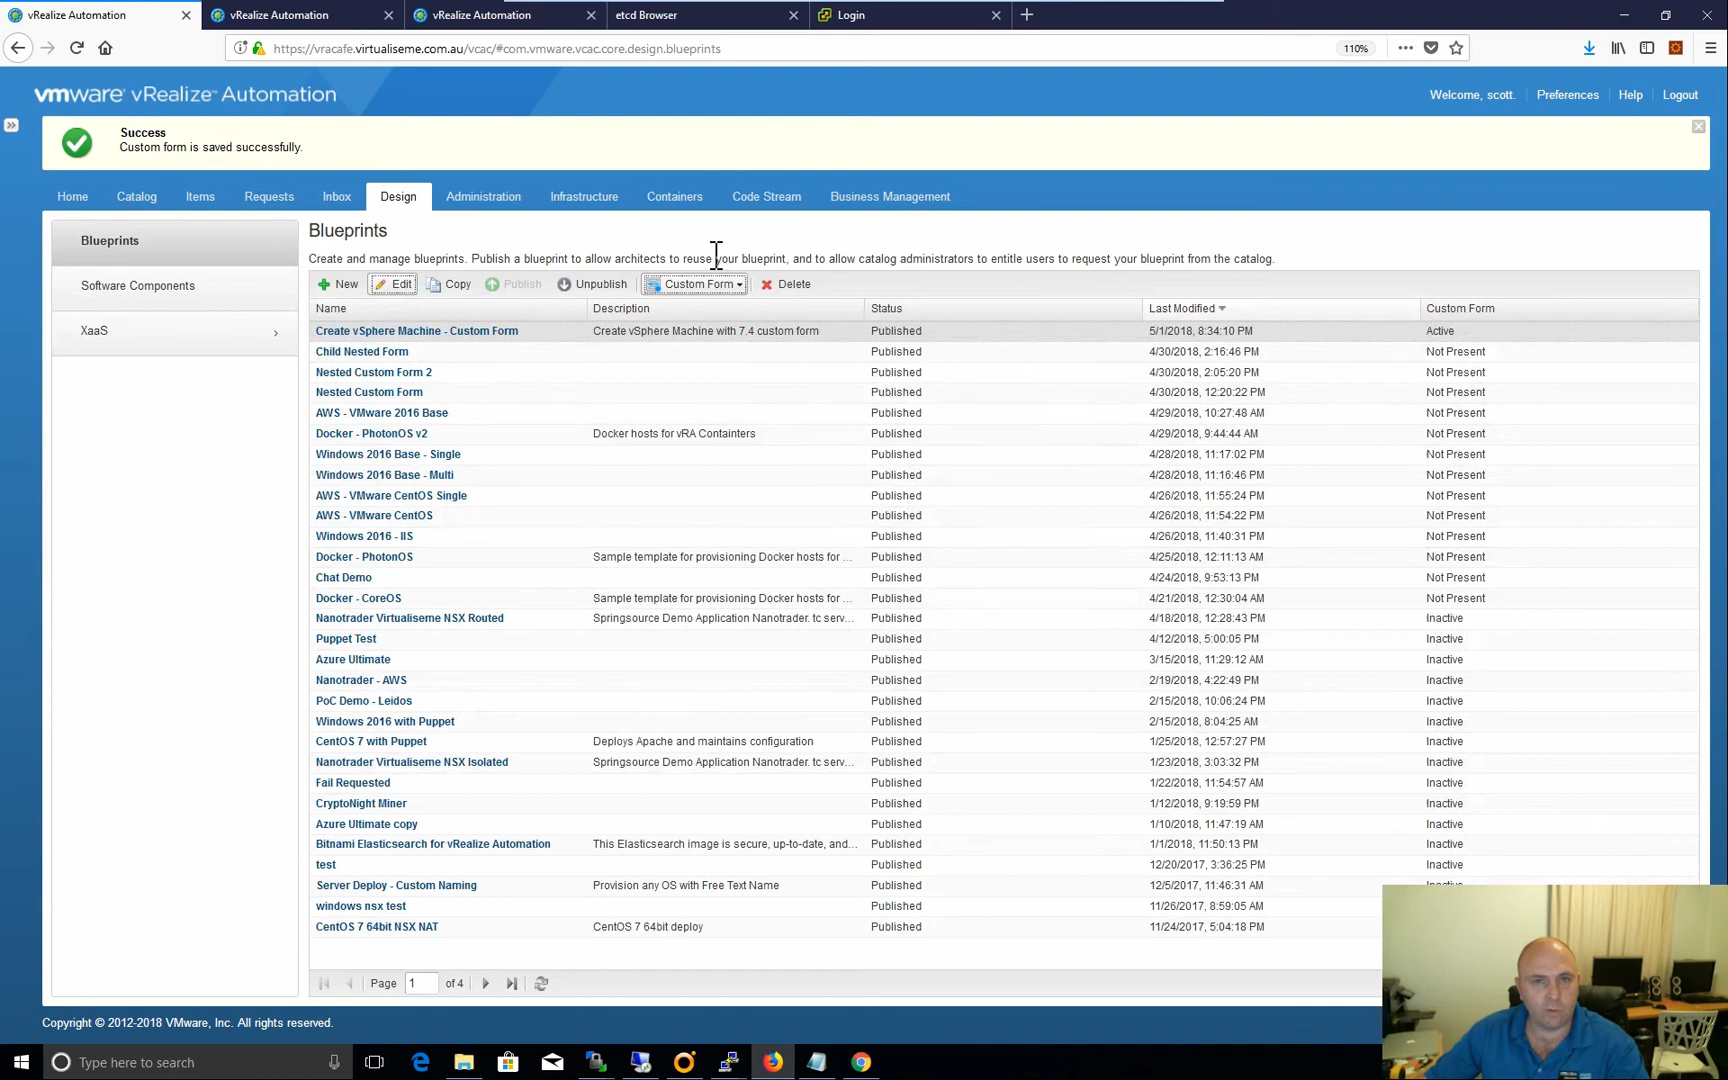 vRealize Automation
vRealize Automation
vRealize Automation
etcd Browser
Login
https://vracafe.virtualiseme.com.au/vcac/#com.vmware.vcac.core.design.blueprints
110%
vmware vRealize™ Automation
Welcome, scott. Preferences Help Logout
Success
Custom form is saved successfully.
Home Catalog Items Requests Inbox Design Administration Infrastructure Containers Code Stream Business Management
Blueprints
Software Components
XaaS
Blueprints
Create and manage blueprints. Publish a blueprint to allow architects to reuse your blueprint, and to allow catalog administrators to entitle users to request your blueprint from the catalog.
New Edit Copy Publish Unpublish Custom Form Delete
Name Description Status Last Modified Custom Form
Create vSphere Machine - Custom Form Create vSphere Machine with 7.4 custom form Published 5/1/2018, 8:34:10 PM Active
Child Nested Form Published 4/30/2018, 2:16:46 PM Not Present
Nested Custom Form 2 Published 4/30/2018, 2:05:20 PM Not Present
Nested Custom Form Published 4/30/2018, 12:20:22 PM Not Present
AWS - VMware 2016 Base Published 4/29/2018, 10:27:48 AM Not Present
Docker - PhotonOS v2 Docker hosts for vRA Containters Published 4/29/2018, 9:44:44 AM Not Present
Windows 2016 Base - Single Published 4/28/2018, 11:17:02 PM Not Present
Windows 2016 Base - Multi Published 4/28/2018, 11:16:46 PM Not Present
AWS - VMware CentOS Single Published 4/26/2018, 11:55:24 PM Not Present
AWS - VMware CentOS Published 4/26/2018, 11:54:22 PM Not Present
Windows 2016 - IIS Published 4/26/2018, 11:40:31 PM Not Present
Docker - PhotonOS Sample template for provisioning Docker hosts for ... Published 4/25/2018, 12:11:13 AM Not Present
Chat Demo Published 4/24/2018, 9:53:13 PM Not Present
Docker - CoreOS Sample template for provisioning Docker hosts for ... Published 4/21/2018, 12:30:04 AM Not Present
Nanotrader Virtualiseme NSX Routed Springsource Demo Application Nanotrader. tc serv... Published 4/18/2018, 12:28:43 PM Inactive
Puppet Test Published 4/12/2018, 5:00:05 PM Inactive
Azure Ultimate Published 3/15/2018, 11:29:12 AM Inactive
Nanotrader - AWS Published 2/19/2018, 4:22:49 PM Inactive
PoC Demo - Leidos Published 2/15/2018, 10:06:24 PM Inactive
Windows 2016 with Puppet Published 2/15/2018, 8:04:25 AM Inactive
CentOS 7 with Puppet Deploys Apache and maintains configuration Published 1/25/2018, 12:57:27 PM Inactive
Nanotrader Virtualiseme NSX Isolated Springsource Demo Application Nanotrader. tc serv... Published 1/23/2018, 3:03:32 PM Inactive
Fail Requested Published 1/22/2018, 11:54:57 AM Inactive
CryptoNight Miner Published 1/12/2018, 9:19:59 PM Inactive
Azure Ultimate copy Published 1/10/2018, 11:47:19 AM Inactive
Bitnami Elasticsearch for vRealize Automation This Elasticsearch image is secure, up-to-date, and... Published 1/1/2018, 11:50:13 PM Inactive
test Published 12/20/2017, 3:36:25 PM Inactive
Server Deploy - Custom Naming Provision any OS with Free Text Name Published 12/5/2017, 11:46:31 AM
windows nsx test Published 11/26/2017, 8:59:05 AM
CentOS 7 64bit NSX NAT CentOS 7 64bit deploy Published 11/24/2017, 5:04:18 PM
Page 1 of 4
Copyright © 2012-2018 VMware, Inc. All rights reserved.
Type here to search